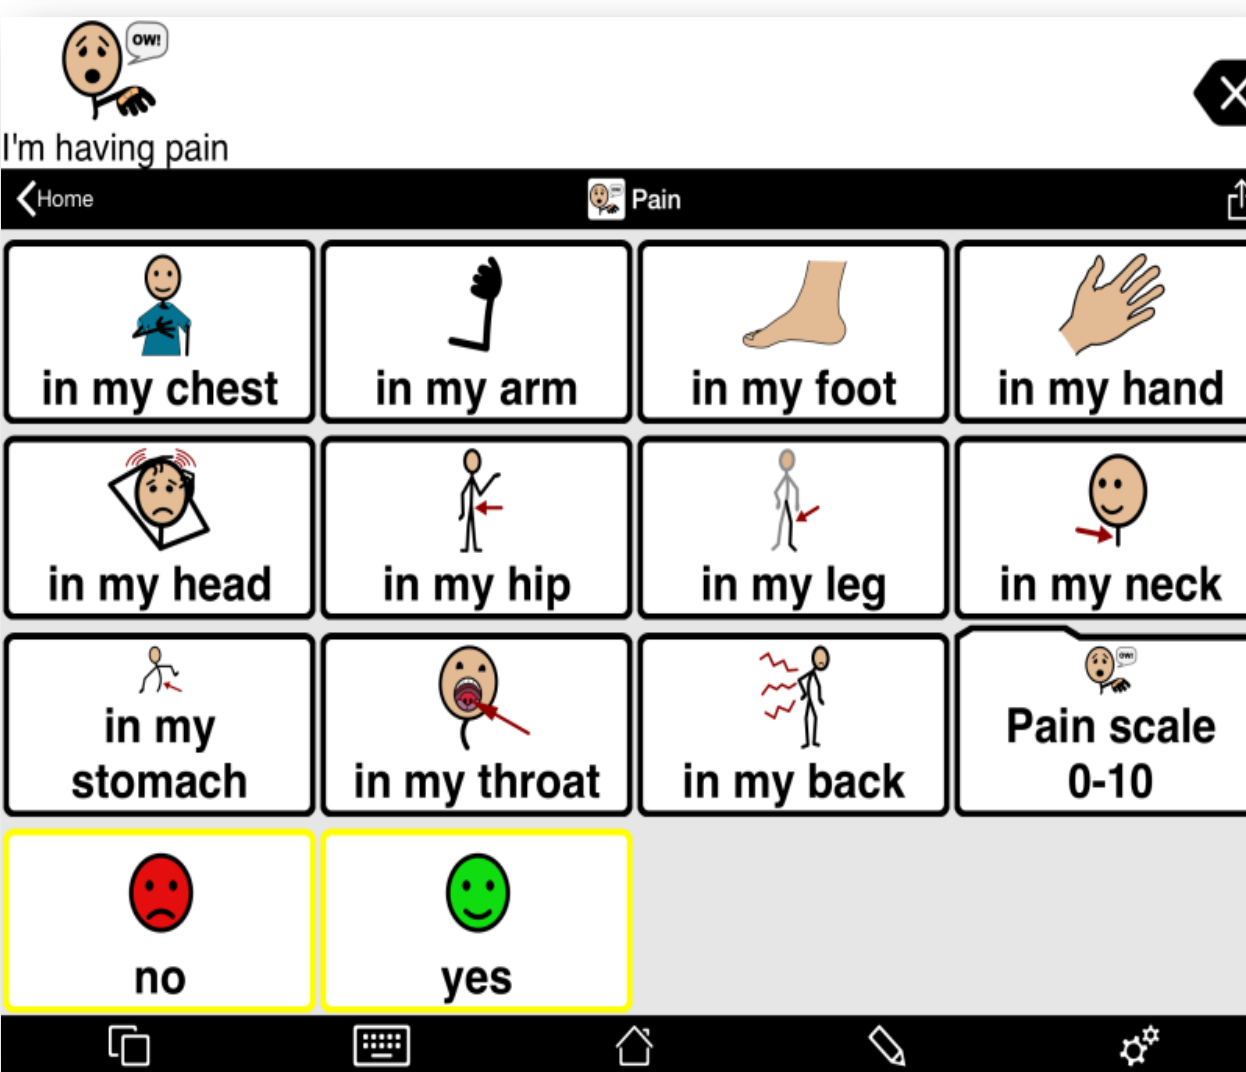 OW!
I'm having pain
Home
OW! Pain
in my chest
in my arm
in my foot
in my hand
in my head
in my hip
in my leg
in my neck
in my
stomach
in my throat
in my back
OW!
Pain scale
0-10
no
yes